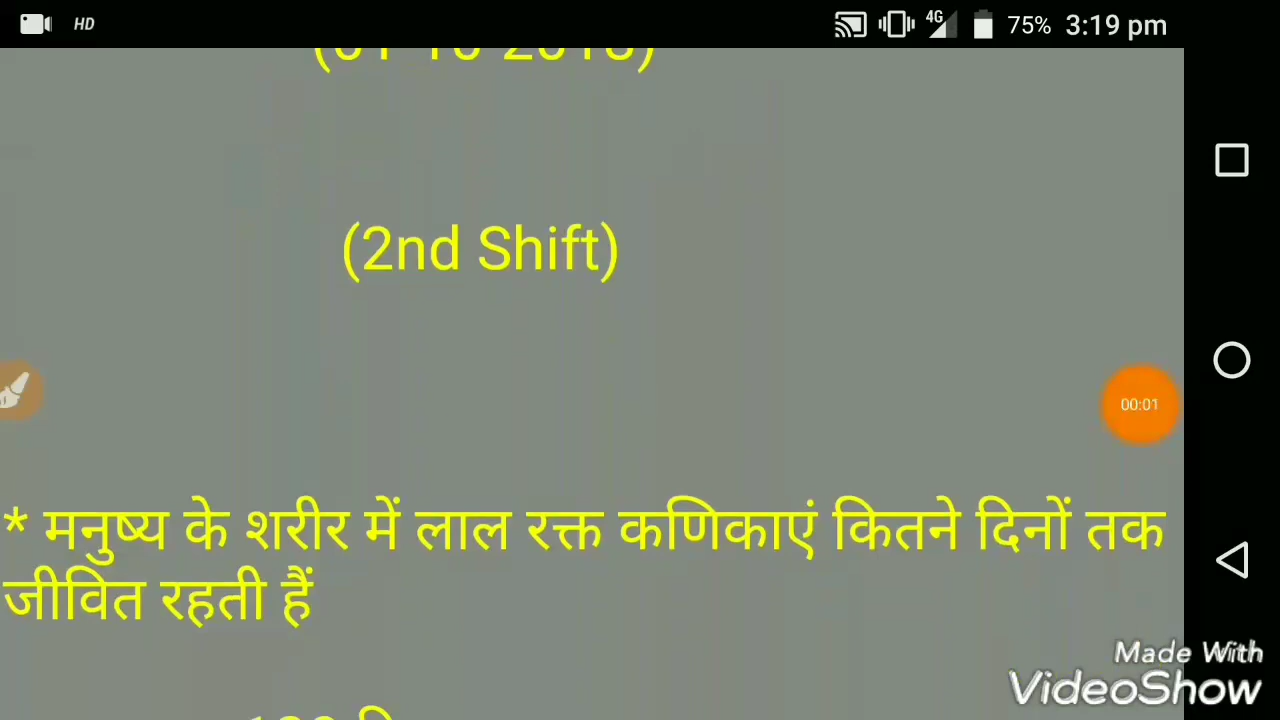 HD 4G 75% 3:19 pm
(2nd Shift)
00:01
* मनुष्य के शरीर में लाल रक्त कणिकाएं कितने दिनों तक
जीवित रहती हैं
Made With
VideoShow